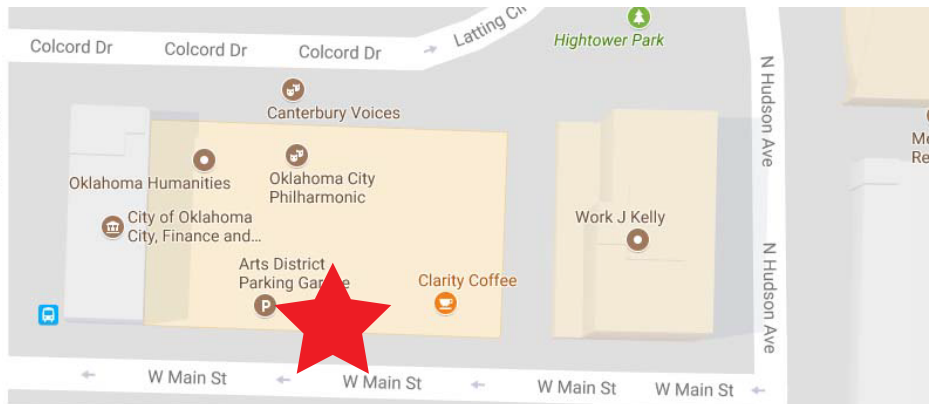 Colcord Dr
Colcord Dr
Colcord Dr
Hightower Park
N Hudson Ave
Canterbury Voices
Oklahoma Humanities
Oklahoma City
Philharmonic
City of Oklahoma
City, Finance and...
Work J Kelly
Arts District
Parking
Clarity Coffee
P
N Hudson Ave
W Main St
W Main St
W Main St
W Main St